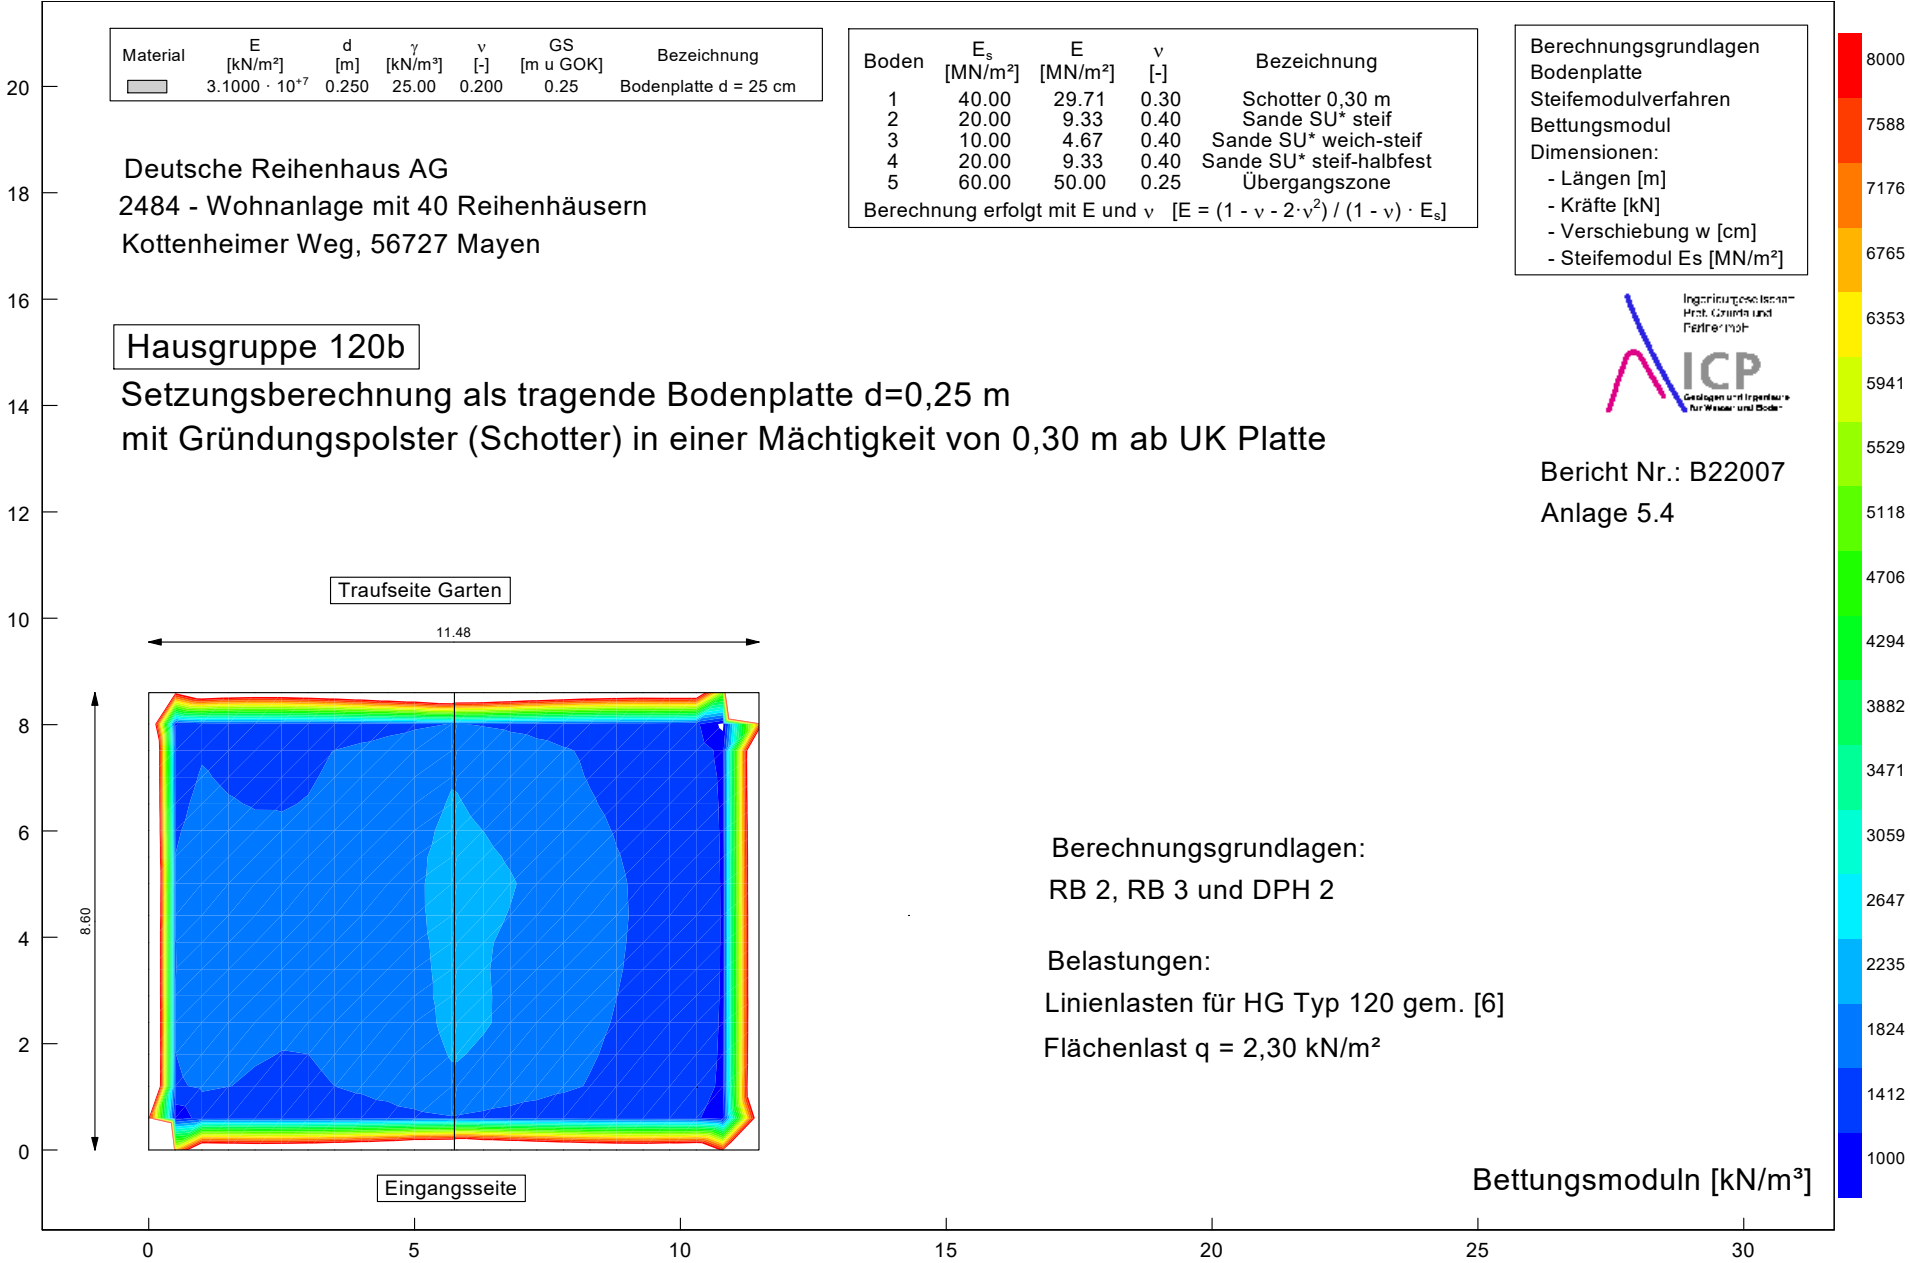 Material E d γ ν GS Bezeichnung
[kN/m²] [m] [kN/m³] [-] [m u GOK]
3.1000 · 10⁺⁷ 0.250 25.00 0.200 0.25 Bodenplatte d = 25 cm
Boden Eₛ E ν Bezeichnung
[MN/m²] [MN/m²] [-]
1 40.00 29.71 0.30 Schotter 0,30 m
2 20.00 9.33 0.40 Sande SU* steif
3 10.00 4.67 0.40 Sande SU* weich-steif
4 20.00 9.33 0.40 Sande SU* steif-halbfest
5 60.00 50.00 0.25 Übergangszone
Berechnung erfolgt mit E und ν [E = (1 - ν - 2·ν²) / (1 - ν) · Eₛ]
Berechnungsgrundlagen
Bodenplatte
Steifemodulverfahren
Bettungsmodul
Dimensionen:
- Längen [m]
- Kräfte [kN]
- Verschiebung w [cm]
- Steifemodul Es [MN/m²]
Deutsche Reihenhaus AG
2484 - Wohnanlage mit 40 Reihenhäusern
Kottenheimer Weg, 56727 Mayen
Hausgruppe 120b
Setzungsberechnung als tragende Bodenplatte d=0,25 m
mit Gründungspolster (Schotter) in einer Mächtigkeit von 0,30 m ab UK Platte
ICP
Bericht Nr.: B22007
Anlage 5.4
Traufseite Garten
11.48
8.60
Eingangsseite
Berechnungsgrundlagen:
RB 2, RB 3 und DPH 2
Belastungen:
Linienlasten für HG Typ 120 gem. [6]
Flächenlast q = 2,30 kN/m²
Bettungsmoduln [kN/m³]
20
18
16
14
12
10
8
6
4
2
0
0 5 10 15 20 25 30
8000
7588
7176
6765
6353
5941
5529
5118
4706
4294
3882
3471
3059
2647
2235
1824
1412
1000